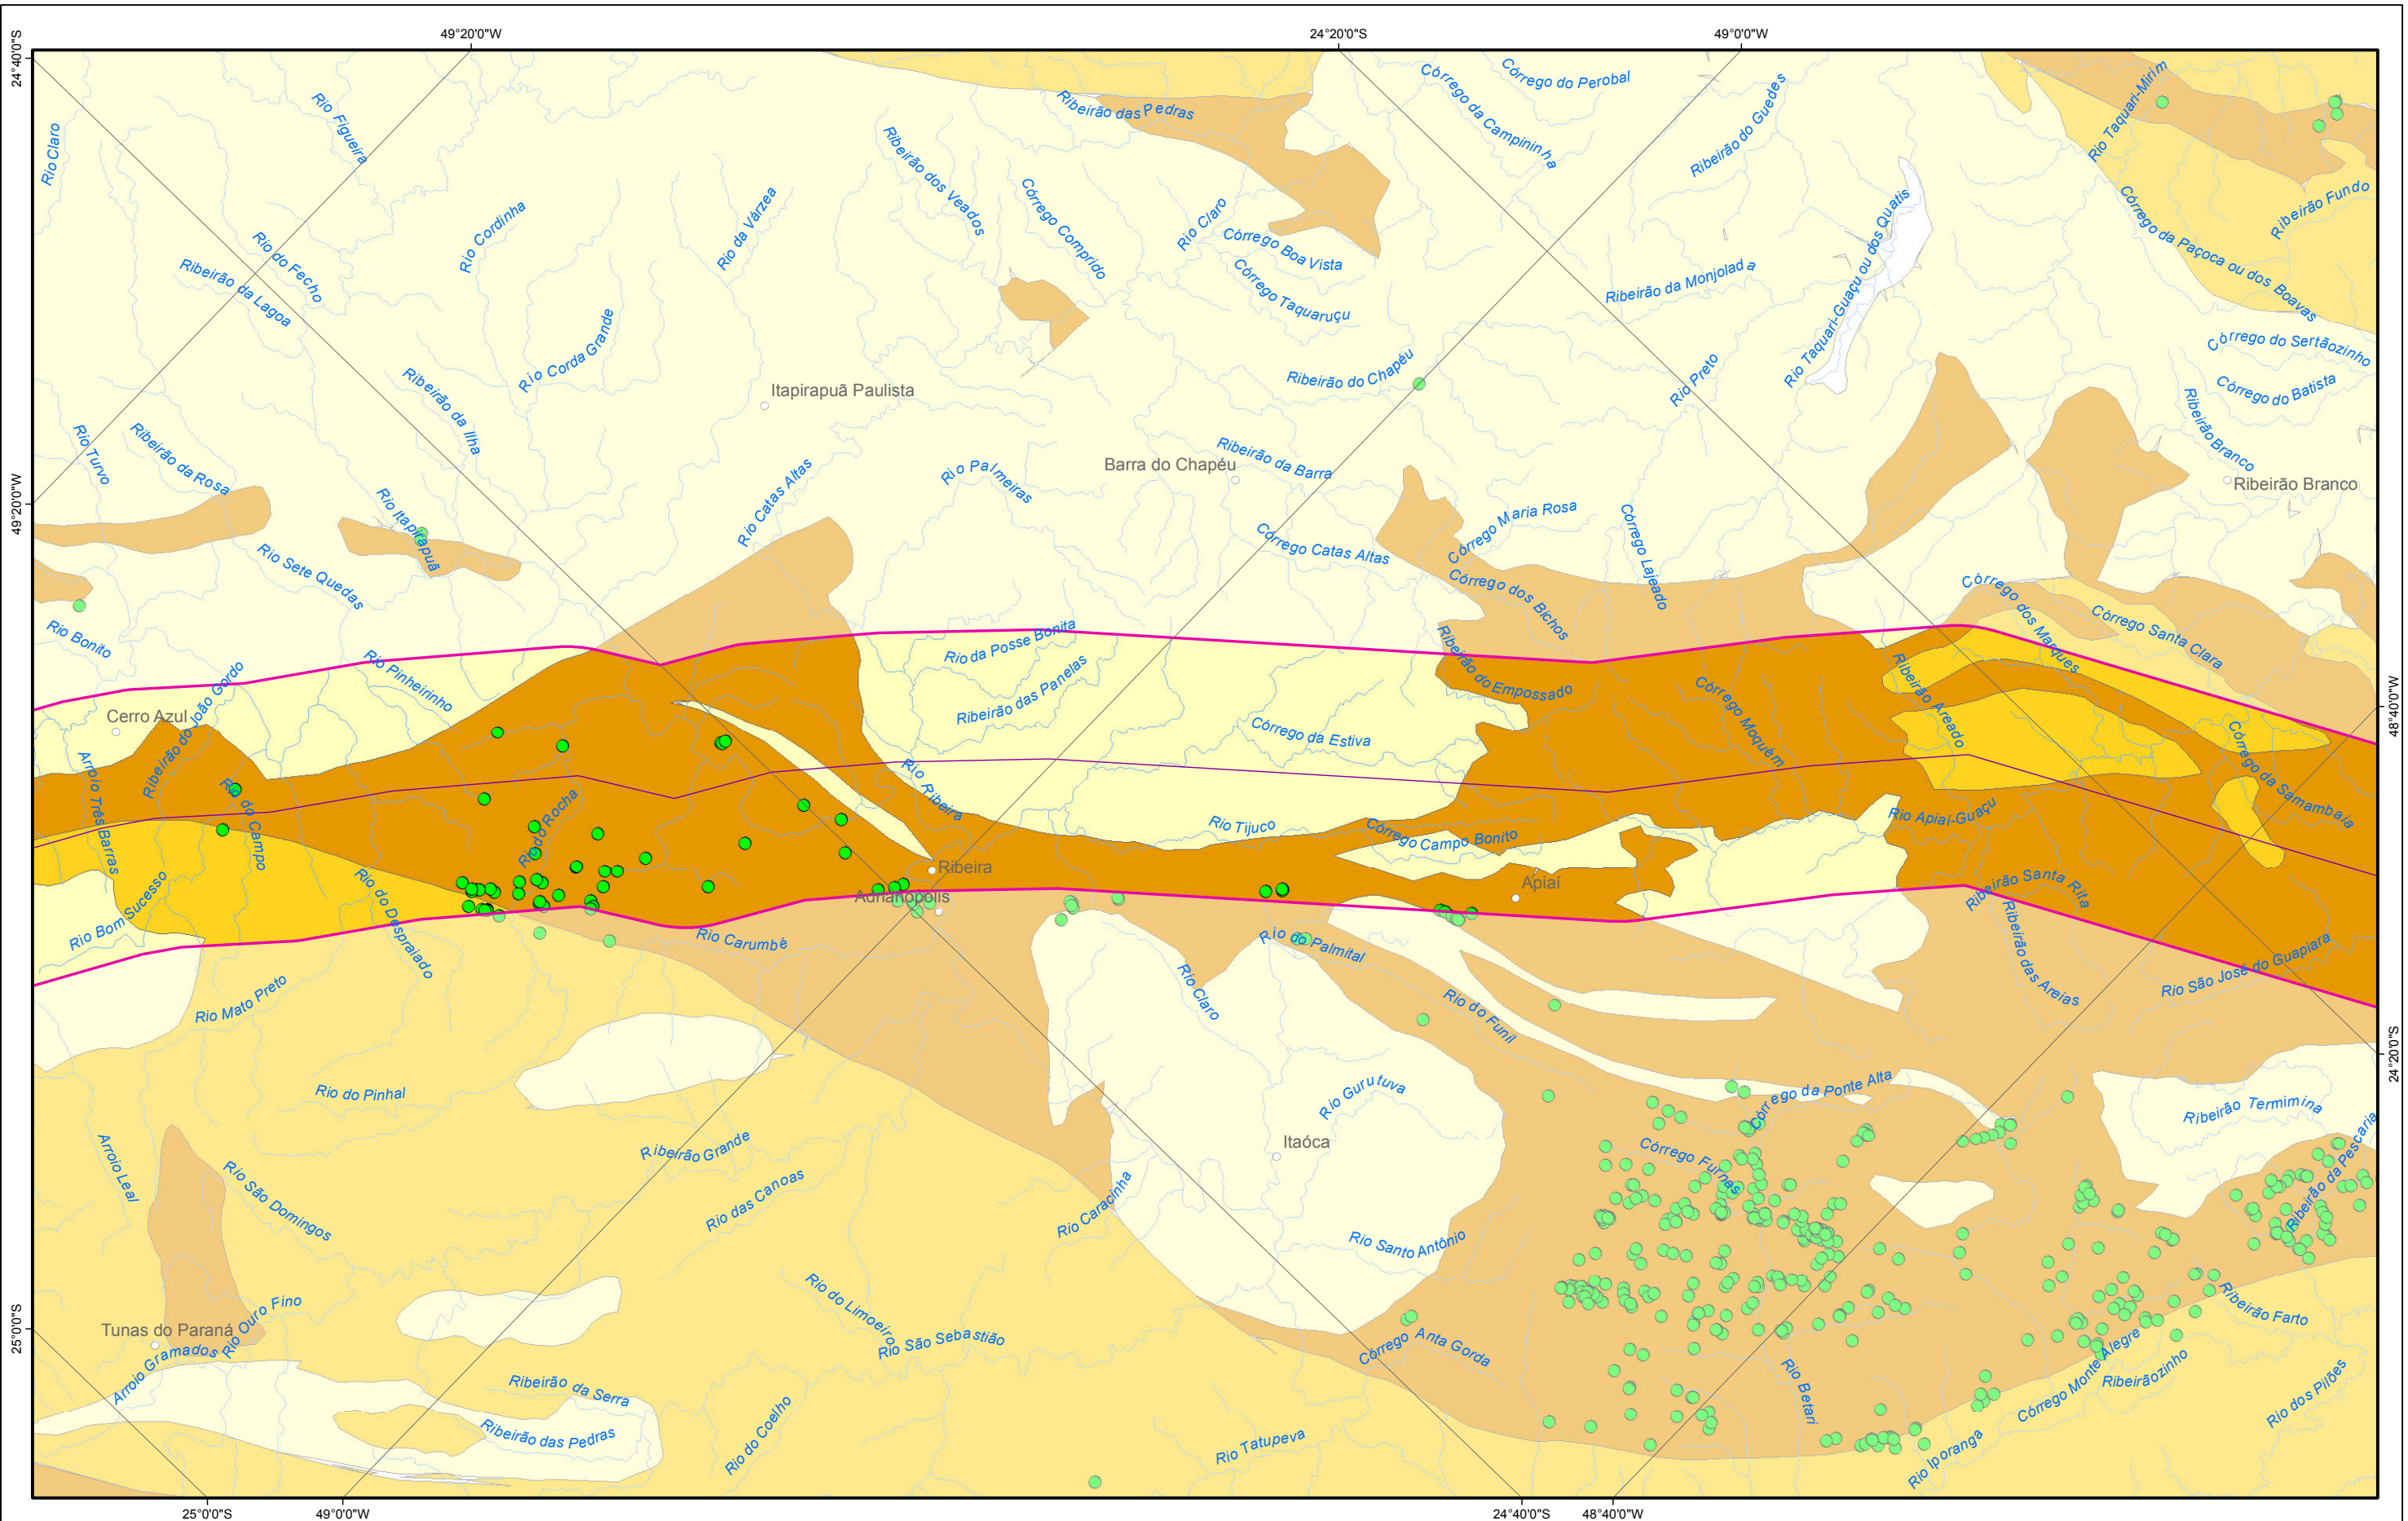 49°20'0"W
24°20'0"S
49°0'0"W
24°40'0"S
Rio Claro
Rio Figueira
Ribeirão das Pedras
Córrego da Campininha
Córrego do Perobal
Ribeirão do Guedes
Rio Taquari-Mirim
Ribeirão dos Veados
Córrego Comprido
Rio Claro
Rio da Várzea
Rio Cordinha
Rio do Fecho
Ribeirão da Lagoa
Córrego Boa Vista
Córrego Taquaruçu
Ribeirão da Monjolada
Rio Taquari-Guaçu ou dos Quatis
Córrego da Paçoca ou dos Boavas
Ribeirão Fundo
Córrego do Sertãozinho
Córrego do Batista
Rio Corda Grande
Ribeirão da Ilha
Itapirapuã Paulista
Ribeirão do Chapéu
Rio Preto
Ribeirão Branco
Ribeirão Branco
Rio Turvo
Ribeirão da Rosa
Rio Itapirapuã
Rio Catas Altas
Rio Palmeiras
Barra do Chapéu
Ribeirão da Barra
Córrego Catas Altas
Córrego Maria Rosa
Córrego Lajeado
Córrego dos Bichos
49°20'0"W
Rio Sete Quedas
Rio Bonito
Rio Pinheirinho
Ribeirão do João Gordo
Cerro Azul
Rio da Posse Bonita
Ribeirão das Panelas
Córrego da Estiva
Ribeirão do Empossado
Córrego Moquém
Ribeirão Areado
Córrego dos Marques
Córrego Santa Clara
Córrego da Samambaia
48°40'0"W
Arroio Três Barras
Rio do Campo
Rio do Rocha
Rio Ribeira
Rio Tijuco
Córrego Campo Bonito
Rio Apiaí-Guaçu
Ribeira
Adrianópolis
Apiaí
Rio Bom Sucesso
Rio do Despraiado
Rio Carumbé
Rio do Palmital
Rio Claro
Rio do Funil
Ribeirão Santa Rita
Ribeirão das Areias
Rio São José do Guapiara
Rio Mato Preto
24°20'0"S
Rio do Pinhal
Rio Gurutuva
Córrego da Ponte Alta
Ribeirão Termimina
Ribeirão da Pescaria
Arroio Leal
Rio São Domingos
Ribeirão Grande
Rio das Canoas
Rio Caracinha
Itaóca
Rio Santo Antônio
Córrego Furnas
25°0'0"S
Tunas do Paraná
Rio Ouro Fino
Arroio Gramados
Rio do Limoeiro
Rio São Sebastião
Córrego Anta Gorda
Ribeirão Farto
Ribeirão da Serra
Ribeirão das Pedras
Rio do Coelho
Rio Tatupeva
Rio Betari
Córrego Monte Alegre
Ribeirãozinho
Rio dos Pilões
Rio Iporanga
25°0'0"S
49°0'0"W
24°40'0"S
48°40'0"W